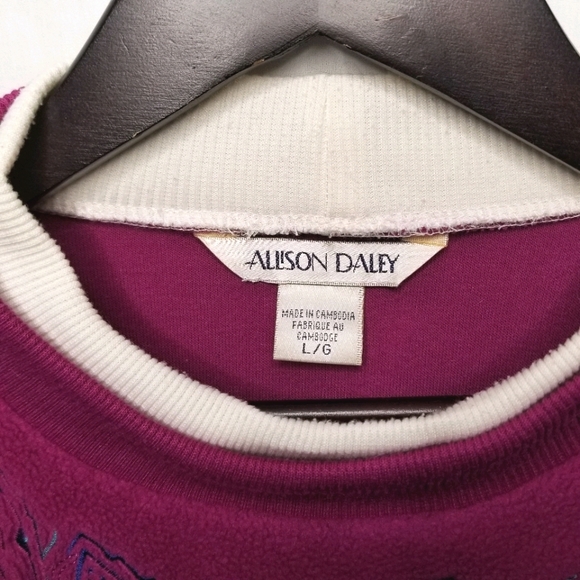 ALLISON DALEY
MADE IN CAMBODIA
FABRIQUE AU
CAMBODGE
L/G